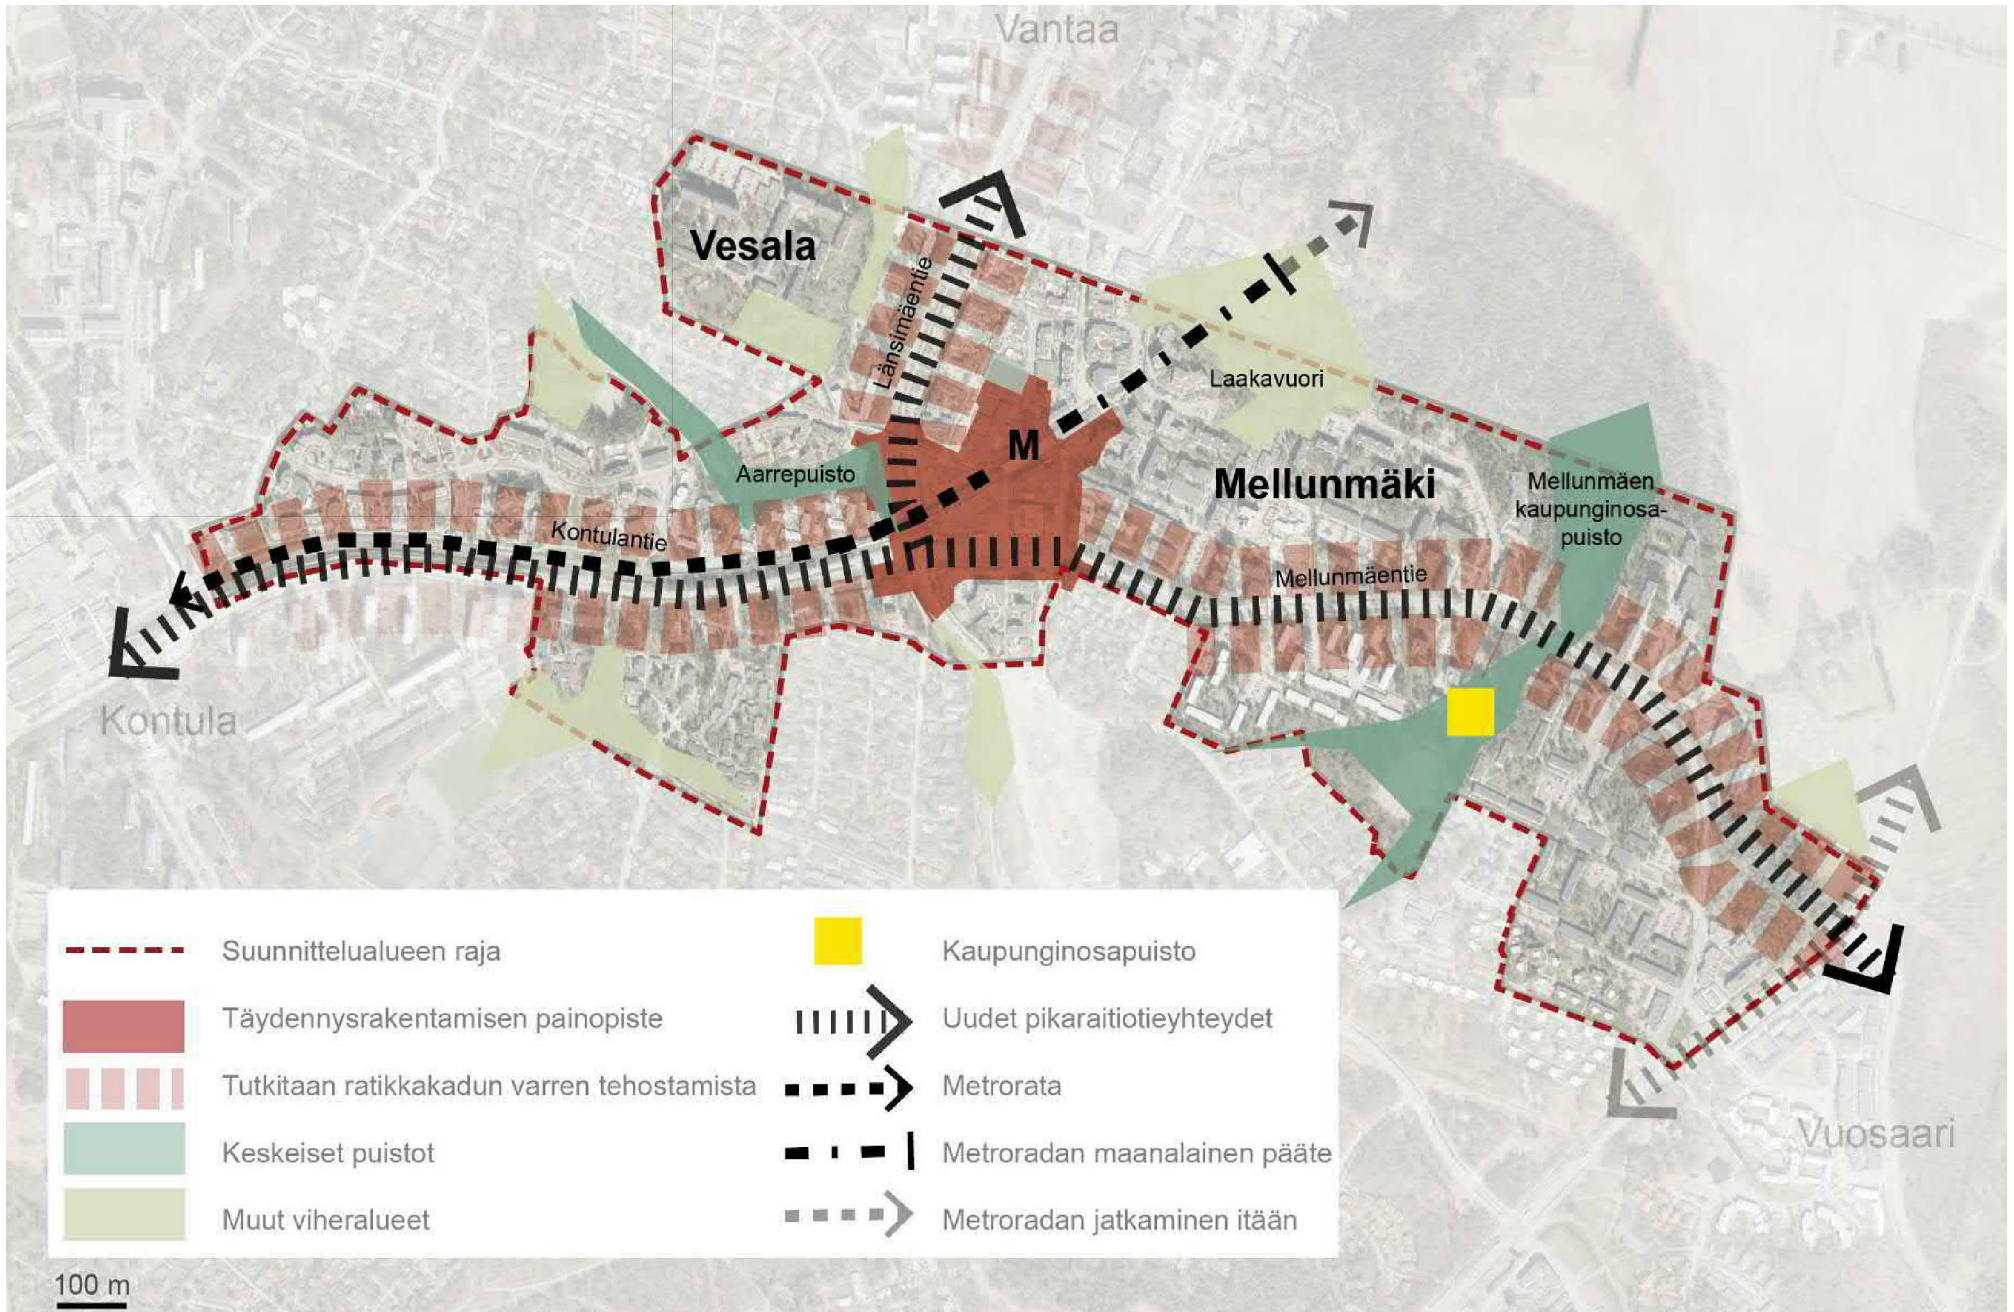 Vantaa
Vesala
Länsimäentie
Laakavuori
M
Aarrepuisto
Mellunmäki
Mellunmäen
kaupunginosa-
puisto
Kontulantie
Mellunmäentie
Kontula
Vuosaari
Suunnittelualueen raja
Täydennysrakentamisen painopiste
Tutkitaan ratikkakadun varren tehostamista
Keskeiset puistot
Muut viheralueet
Kaupunginosapuisto
Uudet pikaraitiotieyhteydet
Metrorata
Metroradan maanalainen pääte
Metroradan jatkaminen itään
100 m